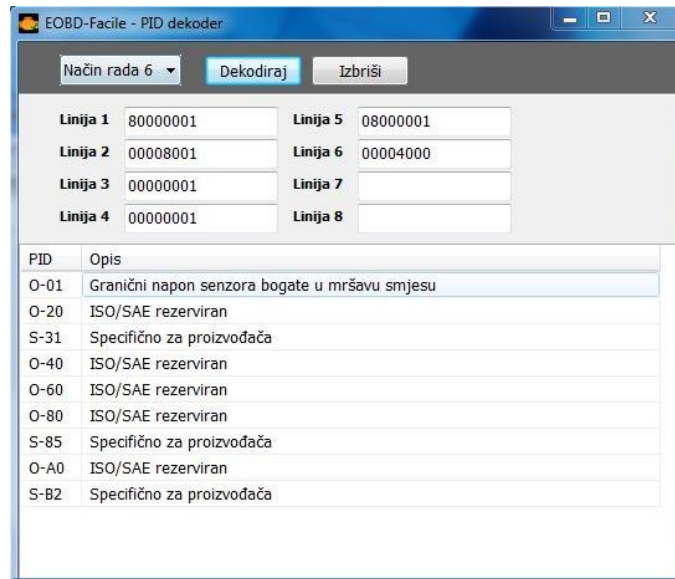 EOBD-Facile - PID dekoder
Način rada 6 Dekodiraj Izbriši
Linija 1 80000001 Linija 5 08000001
Linija 2 00008001 Linija 6 00004000
Linija 3 00000001 Linija 7
Linija 4 00000001 Linija 8
PID Opis
O-01 Granični napon senzora bogate u mršavu smjesu
O-20 ISO/SAE rezerviran
S-31 Specifično za proizvođača
O-40 ISO/SAE rezerviran
O-60 ISO/SAE rezerviran
O-80 ISO/SAE rezerviran
S-85 Specifično za proizvođača
O-A0 ISO/SAE rezerviran
S-B2 Specifično za proizvođača